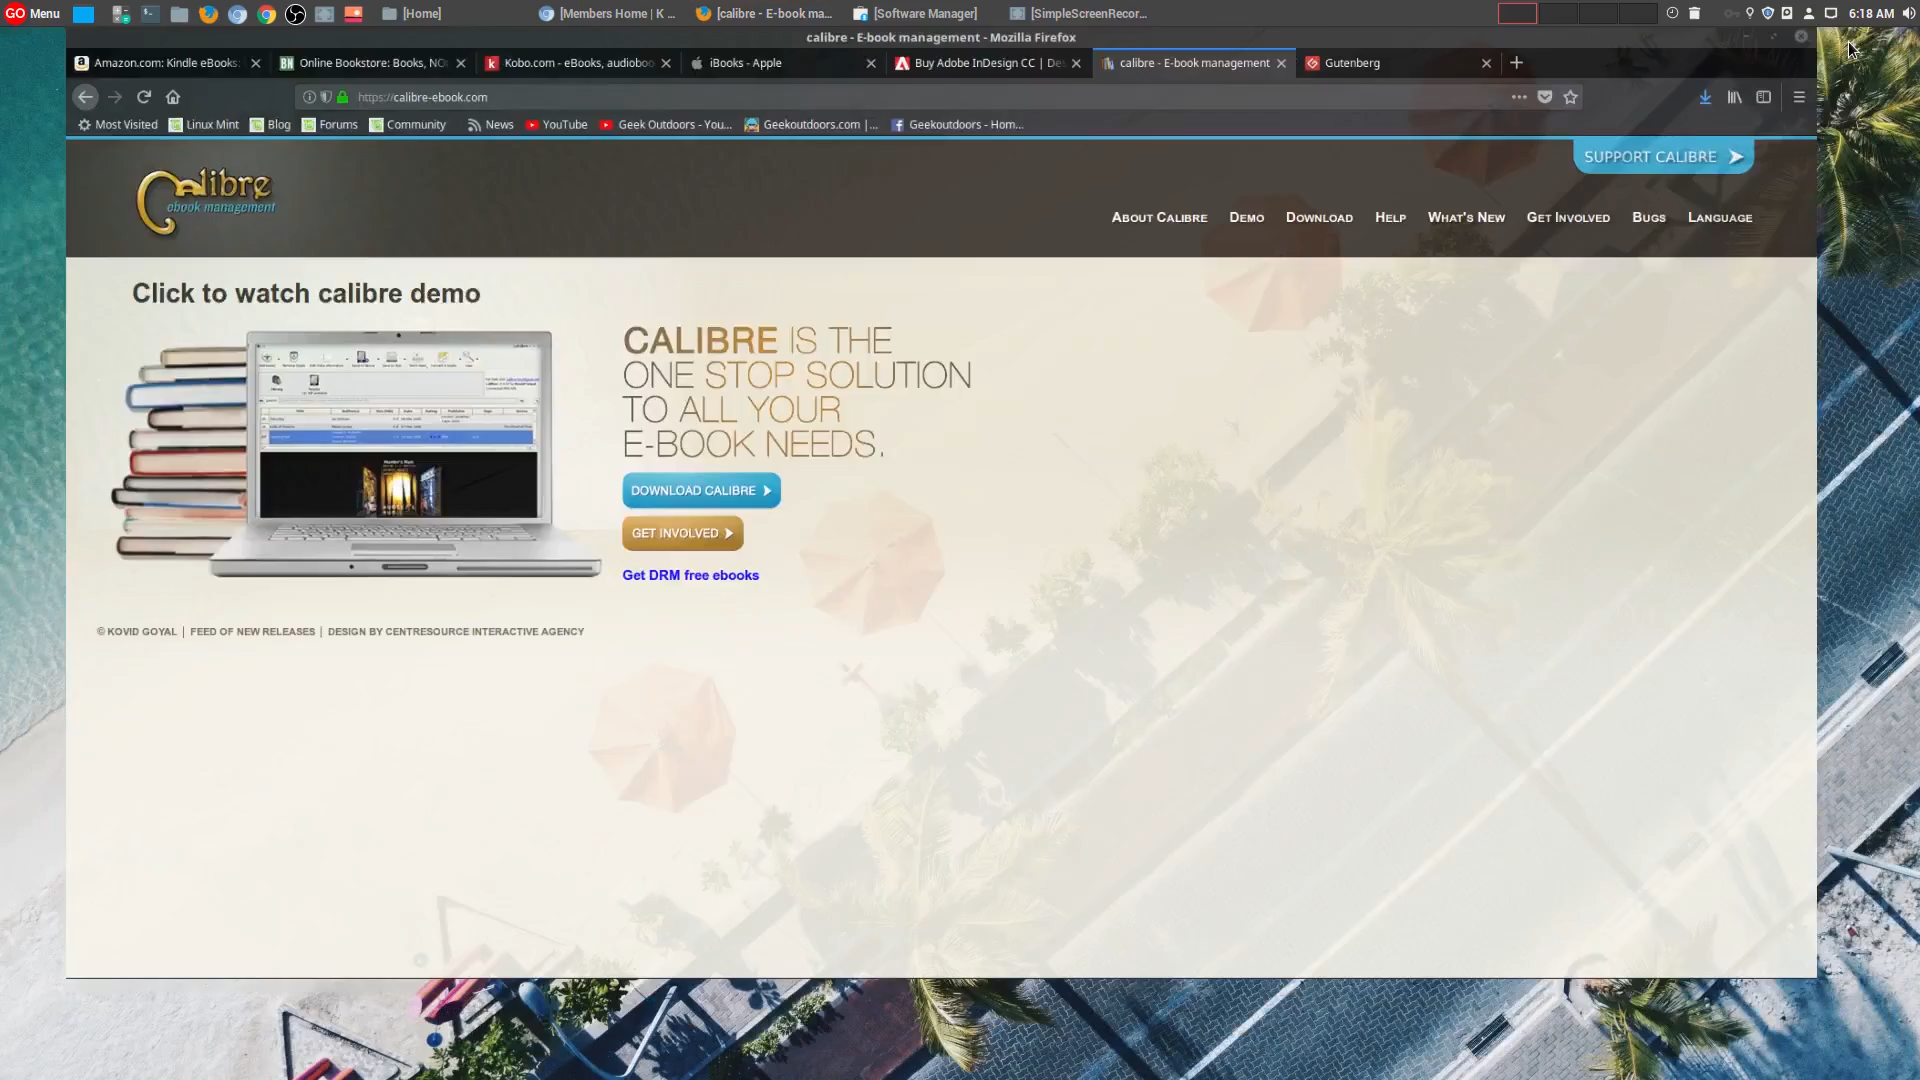 GO Menu
[Home]
[Members Home | K ...
[calibre - E-book ma...
[Software Manager]
[SimpleScreenRecor...
6:18 AM
calibre - E-book management - Mozilla Firefox
Amazon.com: Kindle eBooks:
Online Bookstore: Books, NO
Kobo.com - eBooks, audioboo
iBooks - Apple
Buy Adobe InDesign CC | De
calibre - E-book management
Gutenberg
https://calibre-ebook.com
Most Visited
Linux Mint
Blog
Forums
Community
News
YouTube
Geek Outdoors - You...
Geekoutdoors.com |...
Geekoutdoors - Hom...
SUPPORT CALIBRE
Calibre
ebook management
ABOUT CALIBRE
DEMO
DOWNLOAD
HELP
WHAT'S NEW
GET INVOLVED
BUGS
LANGUAGE
Click to watch calibre demo
CALIBRE IS THE
ONE STOP SOLUTION
TO ALL YOUR
E-BOOK NEEDS.
DOWNLOAD CALIBRE
GET INVOLVED
Get DRM free ebooks
© KOVID GOYAL | FEED OF NEW RELEASES | DESIGN BY CENTRESOURCE INTERACTIVE AGENCY